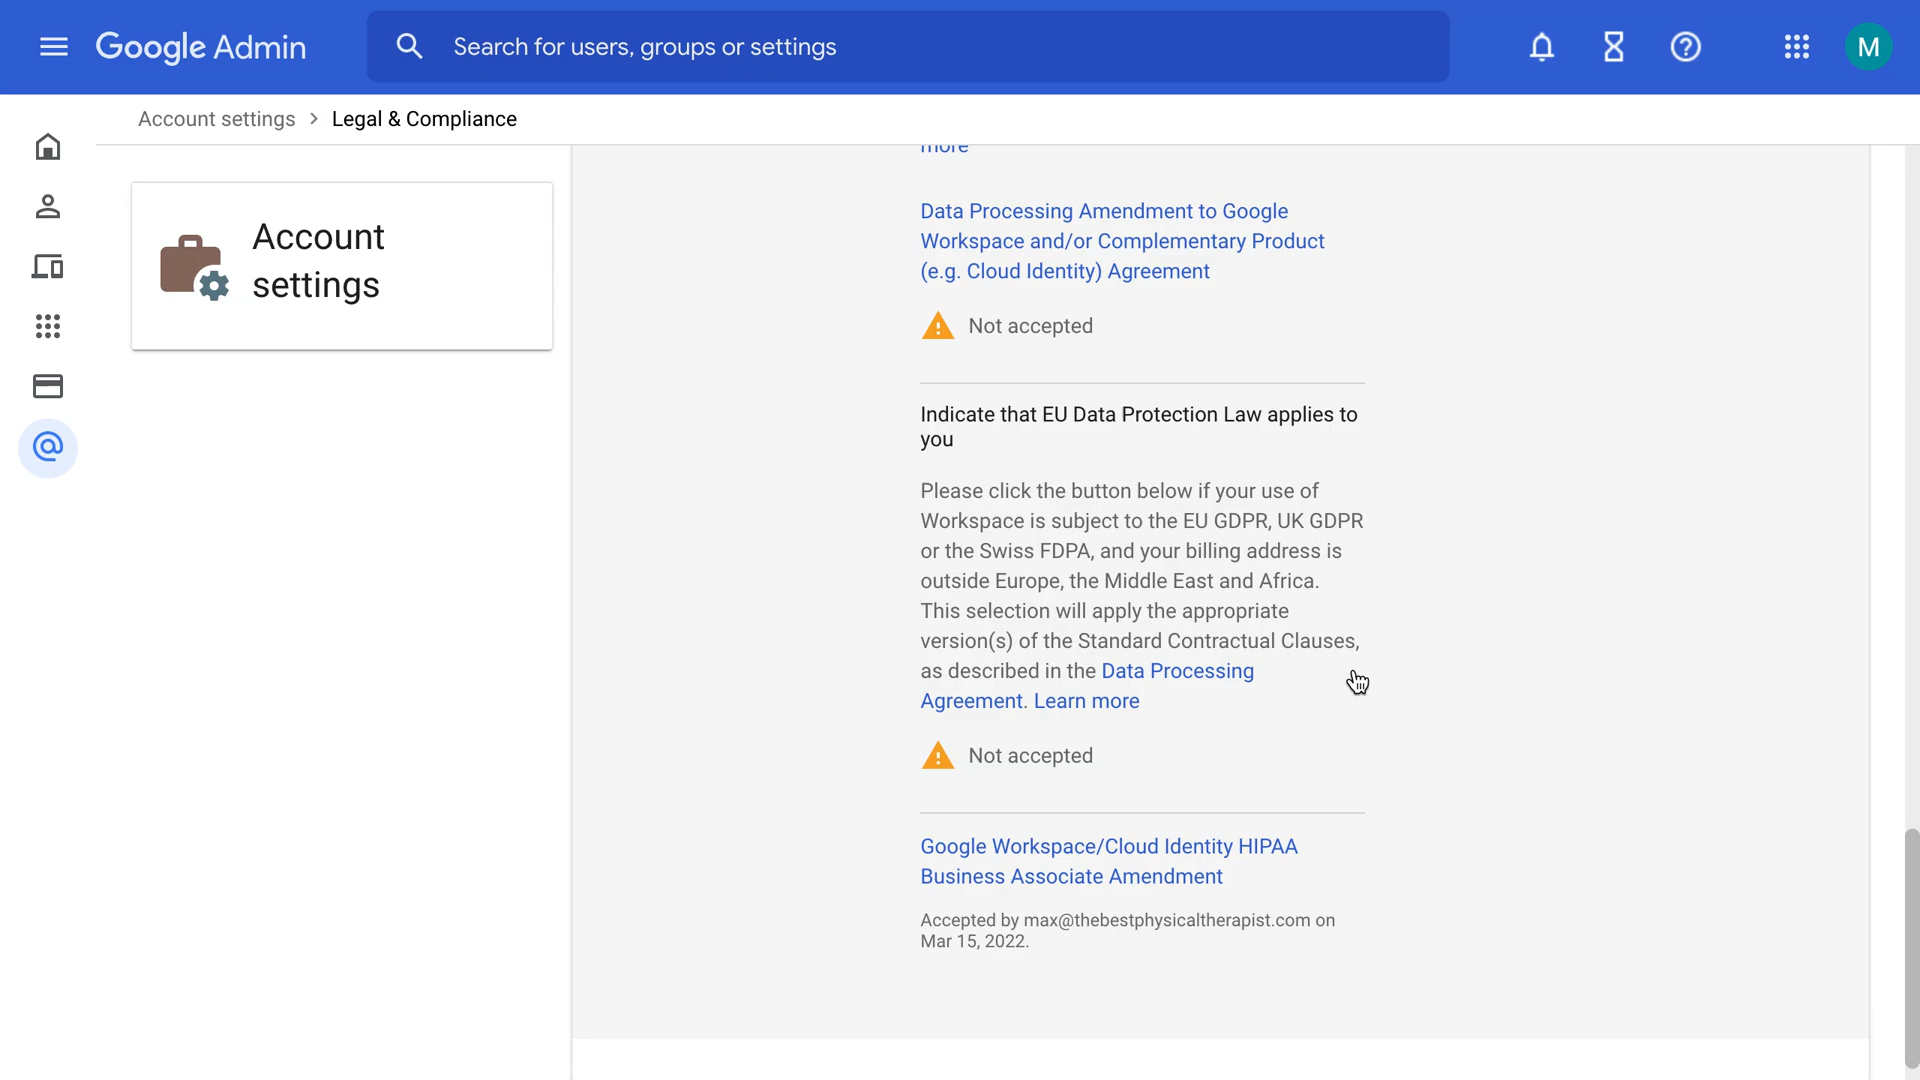 Google Admin
Search for users, groups or settings
M
Account settings > Legal & Compliance
Account
settings
more
Data Processing Amendment to Google
Workspace and/or Complementary Product
(e.g. Cloud Identity) Agreement
Not accepted
Indicate that EU Data Protection Law applies to
you
Please click the button below if your use of
Workspace is subject to the EU GDPR, UK GDPR
or the Swiss FDPA, and your billing address is
outside Europe, the Middle East and Africa.
This selection will apply the appropriate
version(s) of the Standard Contractual Clauses,
as described in the Data Processing
Agreement. Learn more
Not accepted
Google Workspace/Cloud Identity HIPAA
Business Associate Amendment
Accepted by max@thebestphysicaltherapist.com on
Mar 15, 2022.